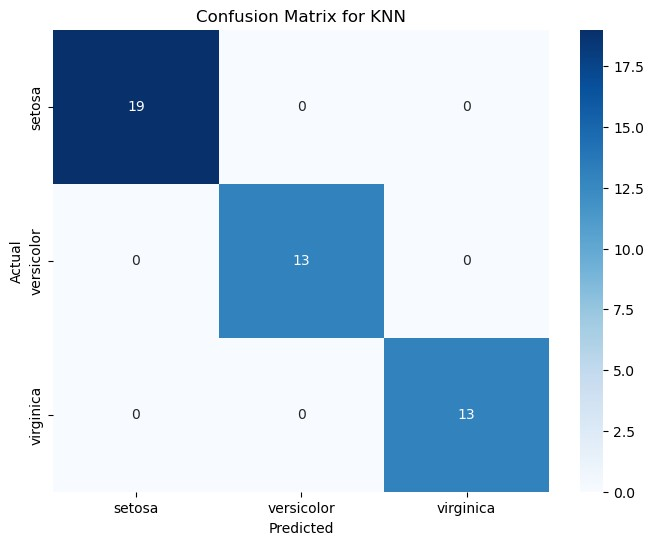 Confusion Matrix for KNN
setosa
19
0
0
17.5
15.0
12.5
Actual
versicolor
0
13
0
10.0
7.5
5.0
virginica
0
0
13
2.5
0.0
setosa
versicolor
virginica
Predicted